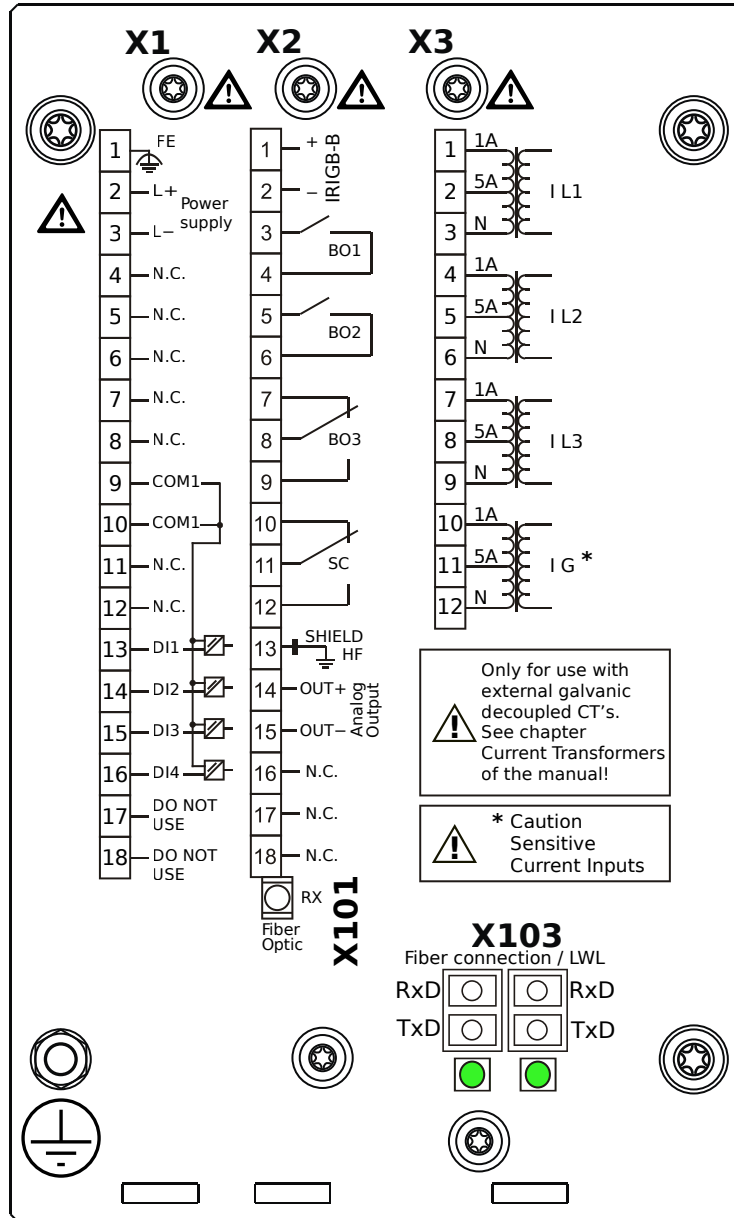 X1
1 FE
2 L+ Power
supply
3 L−
4 N.C.
5 N.C.
6 N.C.
7 N.C.
8 N.C.
9 COM1
10 COM1
11 N.C.
12 N.C.
13 DI1
14 DI2
15 DI3
16 DI4
17 DO NOT
USE
18 DO NOT
USE
X2
1 +
IRIGB-B
2 −
3
BO1
4
5
BO2
6
7
8 BO3
9
10
11 SC
12
13 SHIELD
HF
14 OUT+
Analog
Output
15 OUT−
16 N.C.
17 N.C.
18 N.C.
RX
Fiber
Optic
X101
X3
1 1A
2 5A I L1
3 N
4 1A
5 5A I L2
6 N
7 1A
8 5A I L3
9 N
10 1A
11 5A I G *
12 N
! Only for use with
external galvanic
decoupled CT's.
See chapter
Current Transformers
of the manual!
! * Caution
Sensitive
Current Inputs
X103
Fiber connection / LWL
RxD RxD
TxD TxD